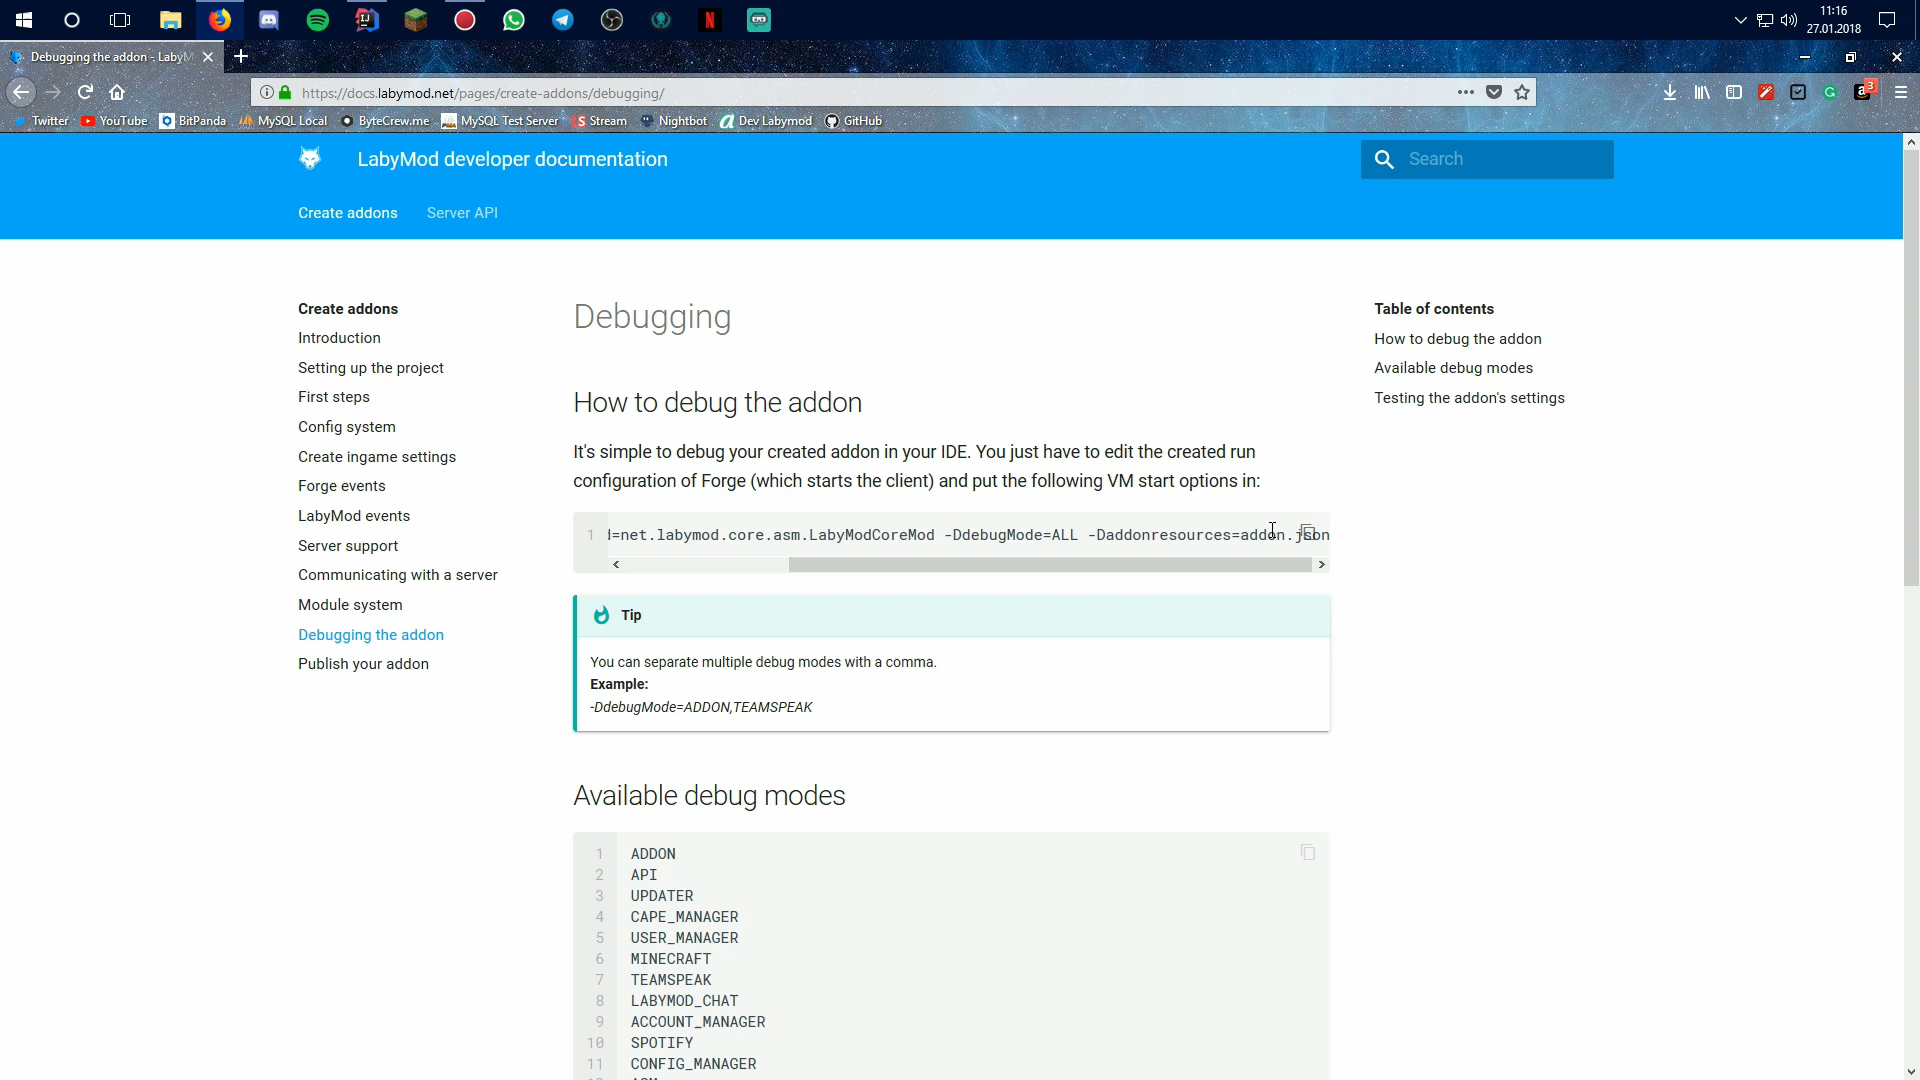 11:16
27.01.2018
Debugging the addon - LabyM
https://docs.labymod.net/pages/create-addons/debugging/
3
Twitter YouTube BitPanda MySQL Local ByteCrew.me MySQL Test Server Stream Nightbot Dev Labymod GitHub
LabyMod developer documentation
Search
Create addons Server API
Create addons
Introduction
Setting up the project
First steps
Config system
Create ingame settings
Forge events
LabyMod events
Server support
Communicating with a server
Module system
Debugging the addon
Publish your addon
Debugging
How to debug the addon
It's simple to debug your created addon in your IDE. You just have to edit the created run
configuration of Forge (which starts the client) and put the following VM start options in:
1 =net.labymod.core.asm.LabyModCoreMod -DdebugMode=ALL -Daddonresources=addon.json
Tip
You can separate multiple debug modes with a comma.
Example:
-DdebugMode=ADDON,TEAMSPEAK
Available debug modes
1 ADDON
2 API
3 UPDATER
4 CAPE_MANAGER
5 USER_MANAGER
6 MINECRAFT
7 TEAMSPEAK
8 LABYMOD_CHAT
9 ACCOUNT_MANAGER
10 SPOTIFY
11 CONFIG_MANAGER
Table of contents
How to debug the addon
Available debug modes
Testing the addon's settings